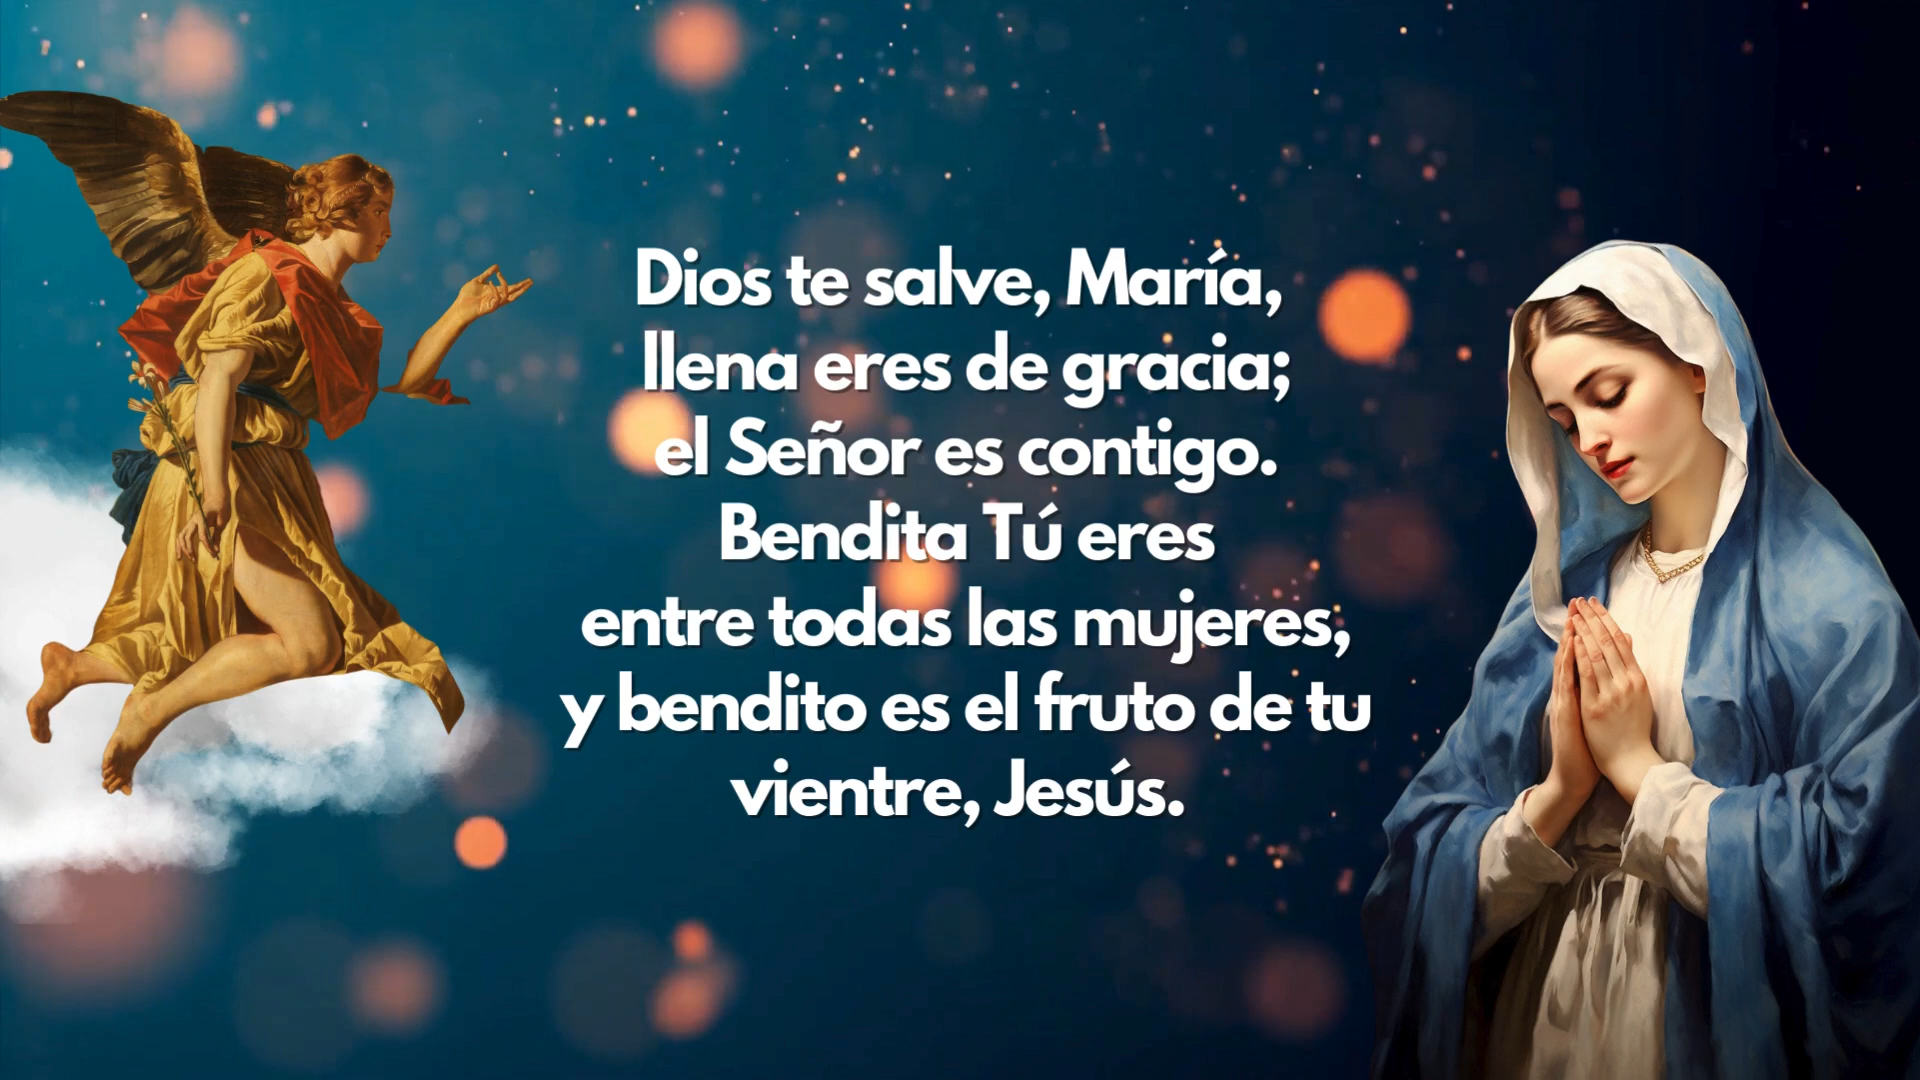 Dios te salve, María,
llena eres de gracia;
el Señor es contigo.
Bendita Tú eres
entre todas las mujeres,
y bendito es el fruto de tu
vientre, Jesús.